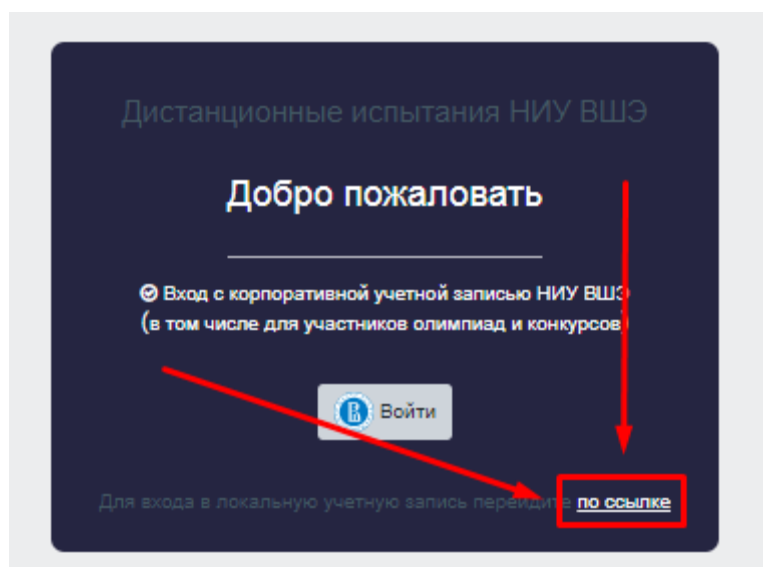 Дистанционные испытания НИУ ВШЭ
Добро пожаловать
Вход с корпоративной учетной записью НИУ ВШЭ
(в том числе для участников олимпиад и конкурсов)
Войти
Для входа в локальную учетную запись перейдите по ссылке